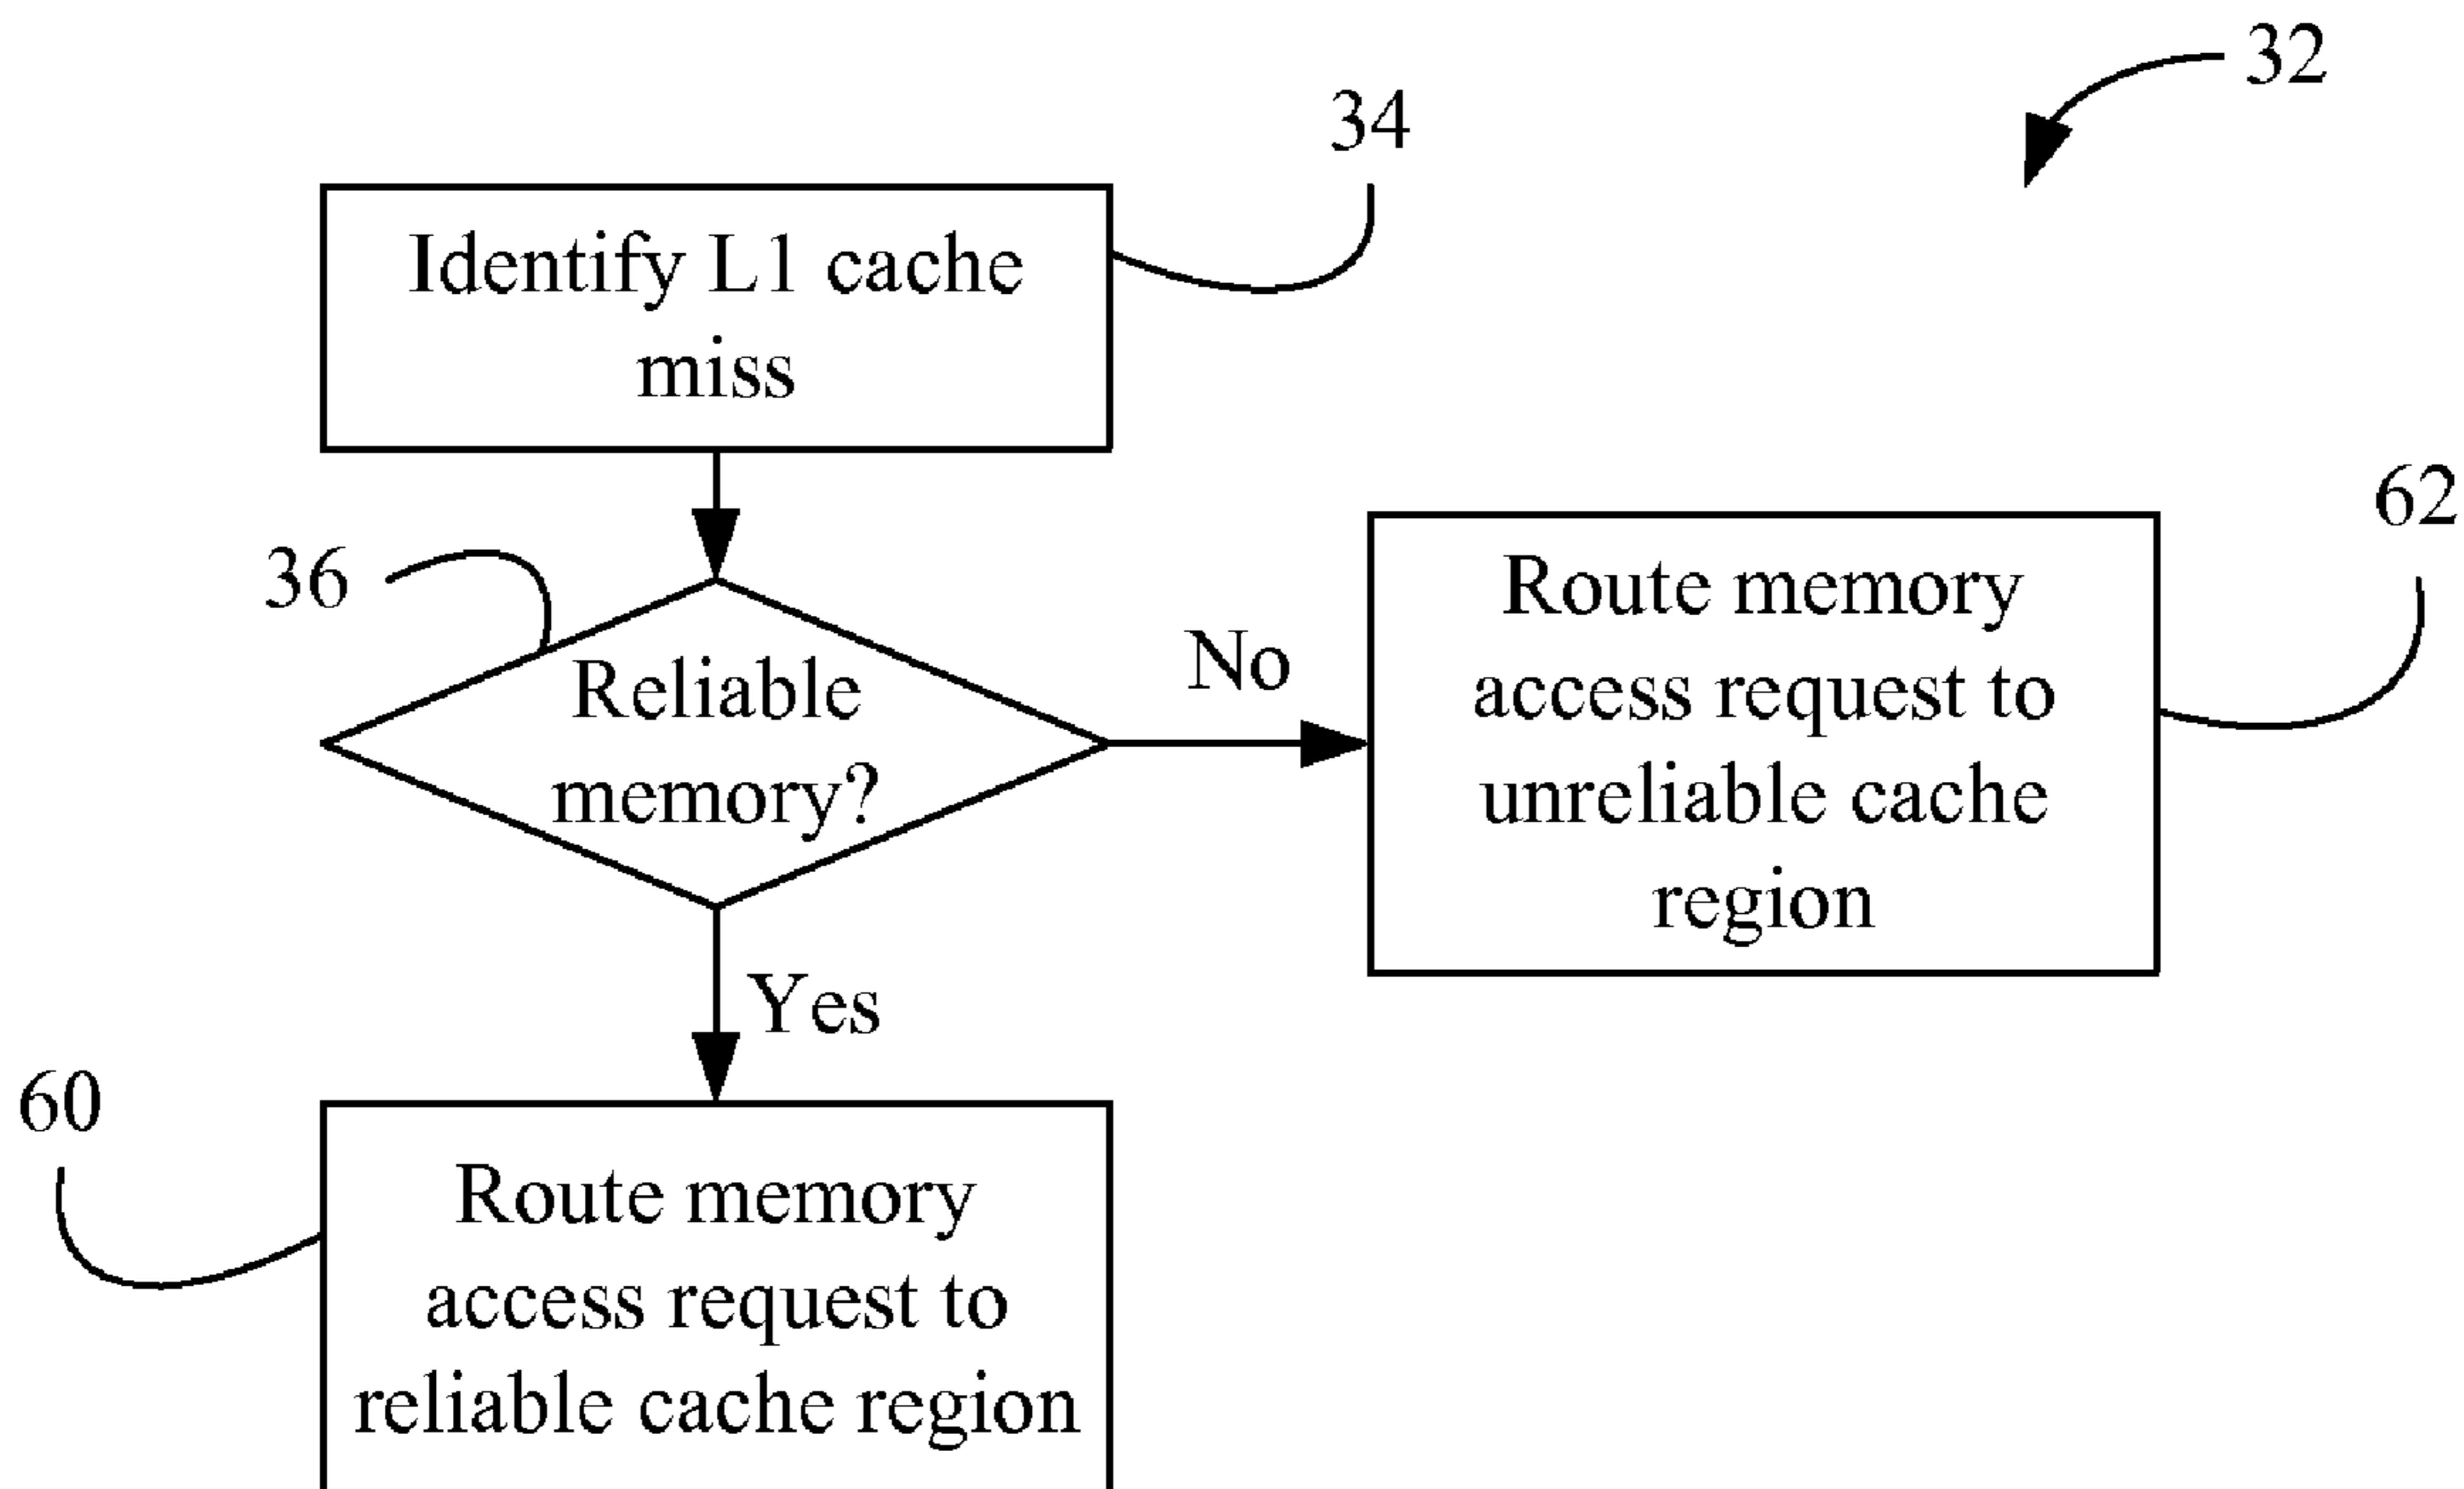 32
34
Identify L1 cache
miss
62
36
Reliable
memory?
No
Route memory
access request to
unreliable cache
region
Yes
60
Route memory
access request to
reliable cache region